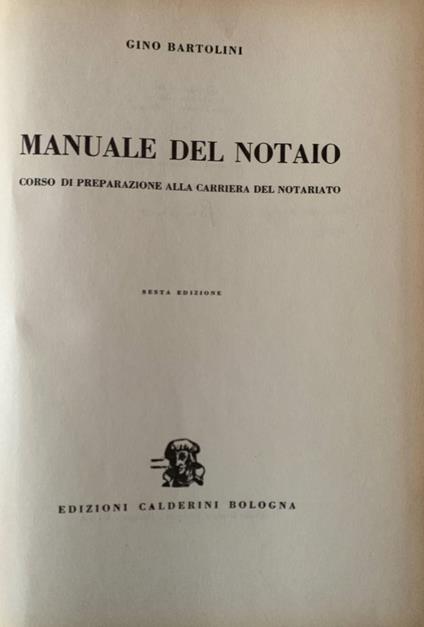 GINO BARTOLINI
MANUALE DEL NOTAIO
CORSO DI PREPARAZIONE ALLA CARRIERA DEL NOTARIATO
SESTA EDIZIONE
EDIZIONI CALDERINI BOLOGNA